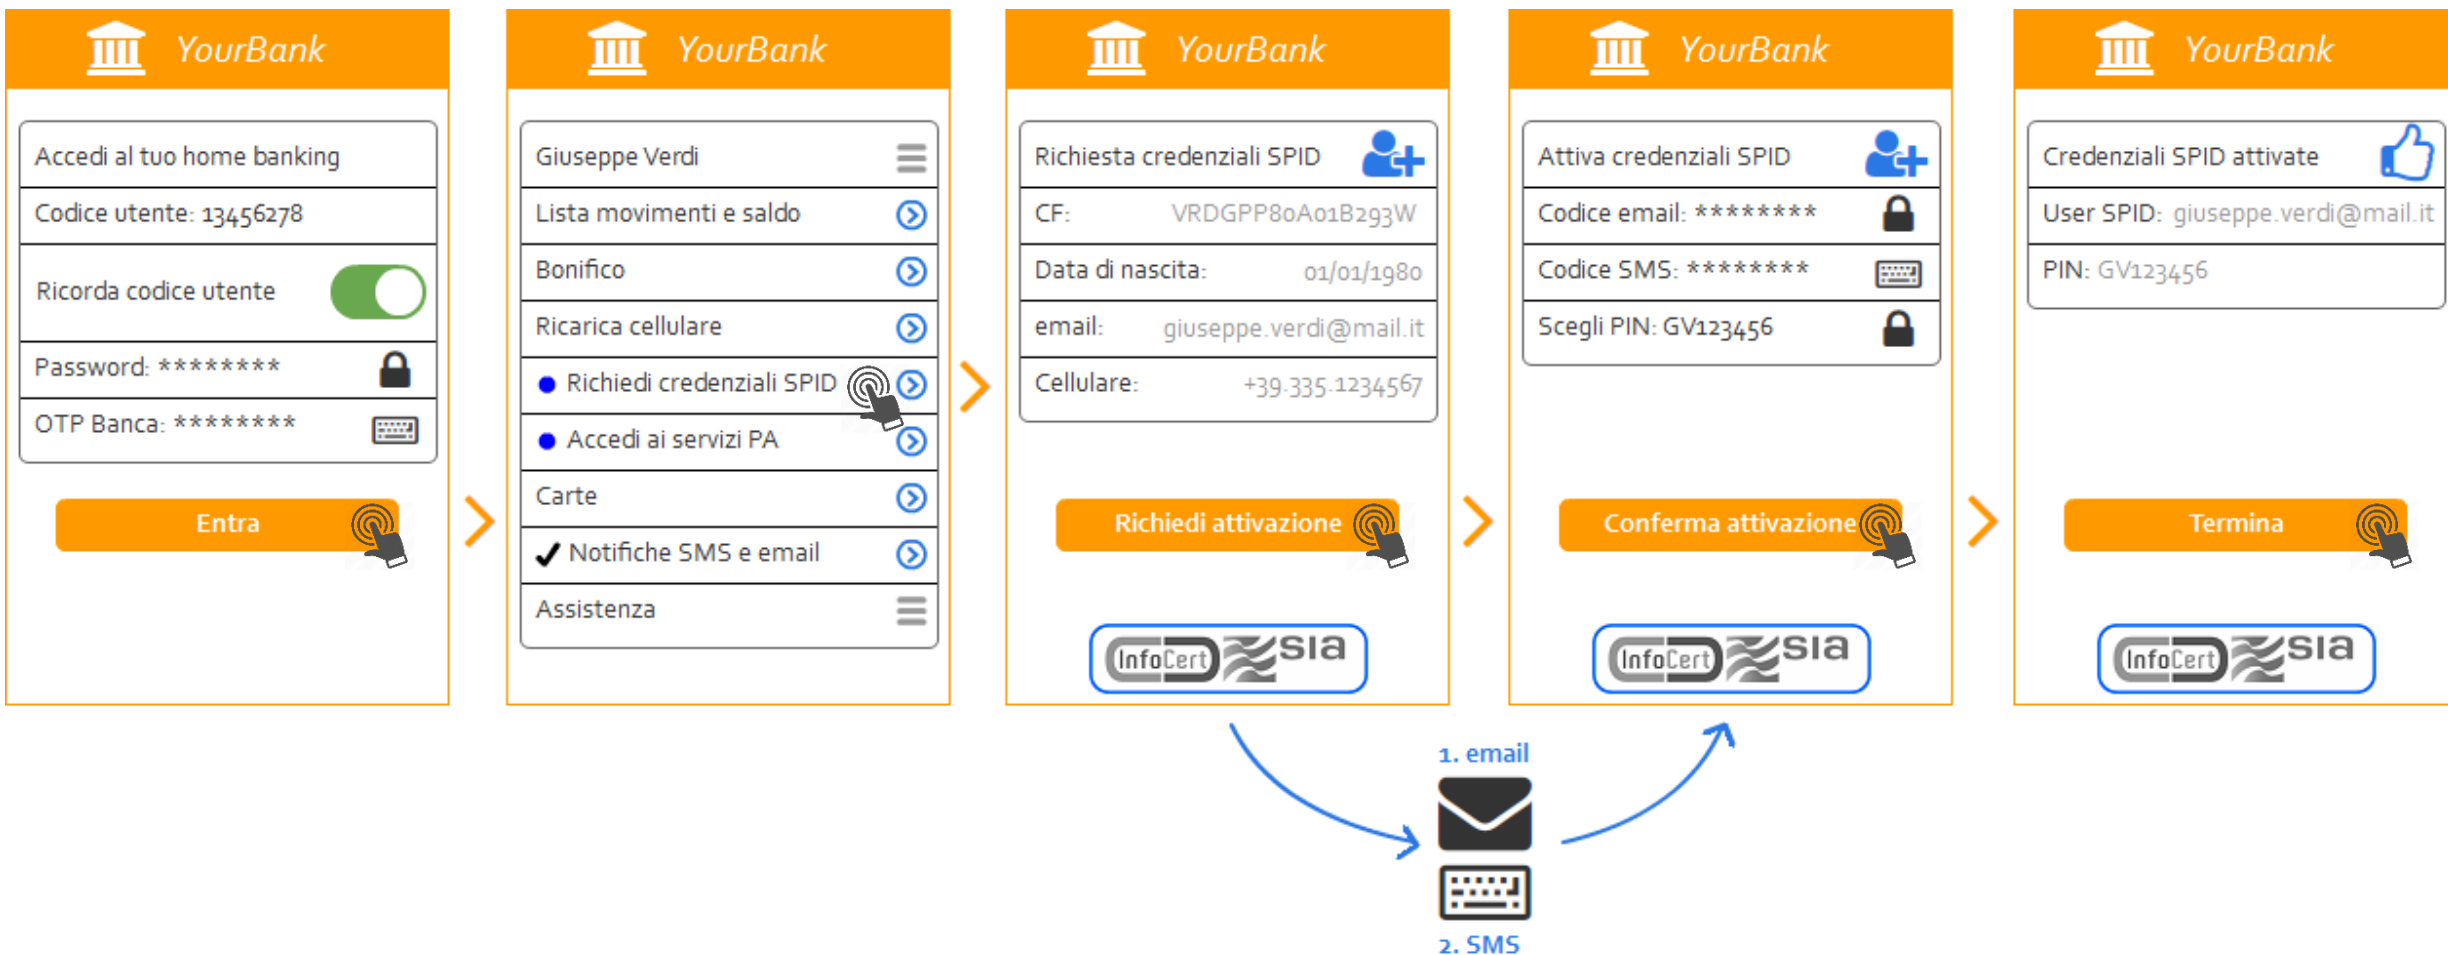 YourBank
Accedi al tuo home banking
Codice utente: 13456278
Ricorda codice utente
Password: ********
OTP Banca: ********
Entra
YourBank
Giuseppe Verdi
Lista movimenti e saldo
Bonifico
Ricarica cellulare
Richiedi credenziali SPID
Accedi ai servizi PA
Carte
Notifiche SMS e email
Assistenza
YourBank
Richiesta credenziali SPID
CF: VRDGPP80A01B293W
Data di nascita: 01/01/1980
email: giuseppe.verdi@mail.it
Cellulare: +39.335.1234567
Richiedi attivazione
InfoCert sia
1. email
2. SMS
YourBank
Attiva credenziali SPID
Codice email: ********
Codice SMS: ********
Scegli PIN: GV123456
Conferma attivazione
InfoCert sia
YourBank
Credenziali SPID attivate
User SPID: giuseppe.verdi@mail.it
PIN: GV123456
Termina
InfoCert sia